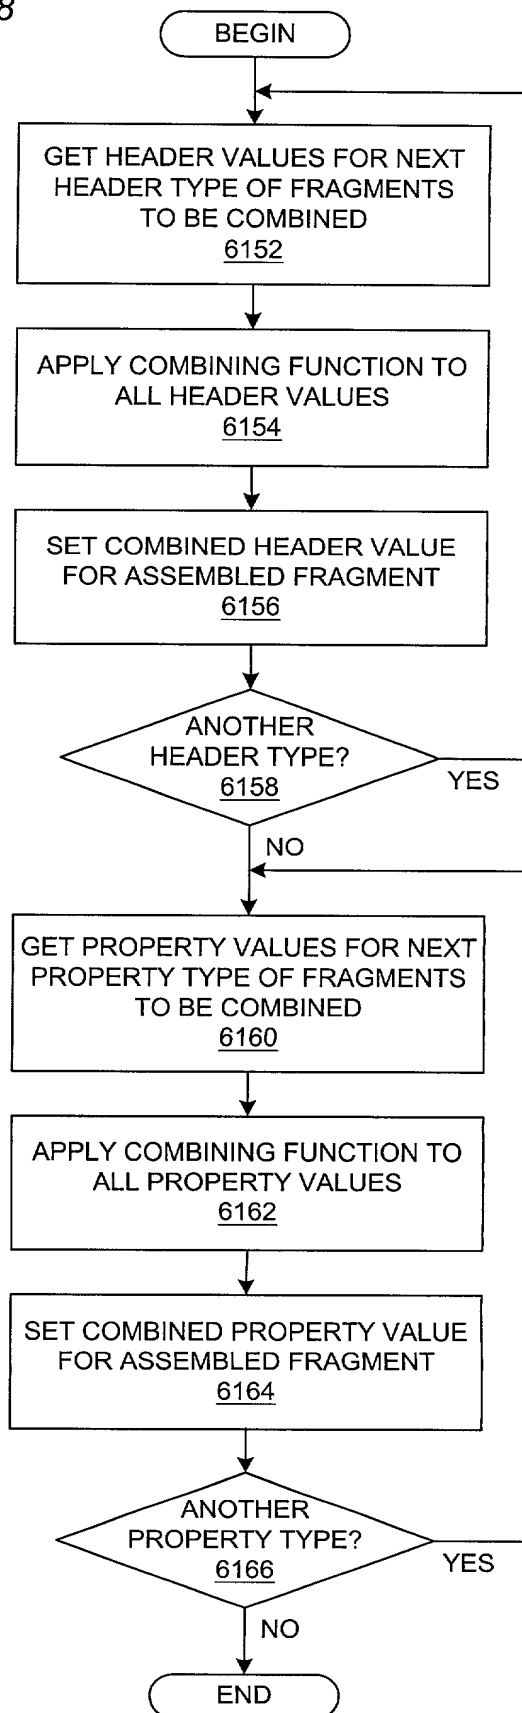 8
BEGIN
GET HEADER VALUES FOR NEXT
HEADER TYPE OF FRAGMENTS
TO BE COMBINED
6152
APPLY COMBINING FUNCTION TO
ALL HEADER VALUES
6154
SET COMBINED HEADER VALUE
FOR ASSEMBLED FRAGMENT
6156
ANOTHER
HEADER TYPE?
6158
YES
NO
GET PROPERTY VALUES FOR NEXT
PROPERTY TYPE OF FRAGMENTS
TO BE COMBINED
6160
APPLY COMBINING FUNCTION TO
ALL PROPERTY VALUES
6162
SET COMBINED PROPERTY VALUE
FOR ASSEMBLED FRAGMENT
6164
ANOTHER
PROPERTY TYPE?
6166
YES
NO
END